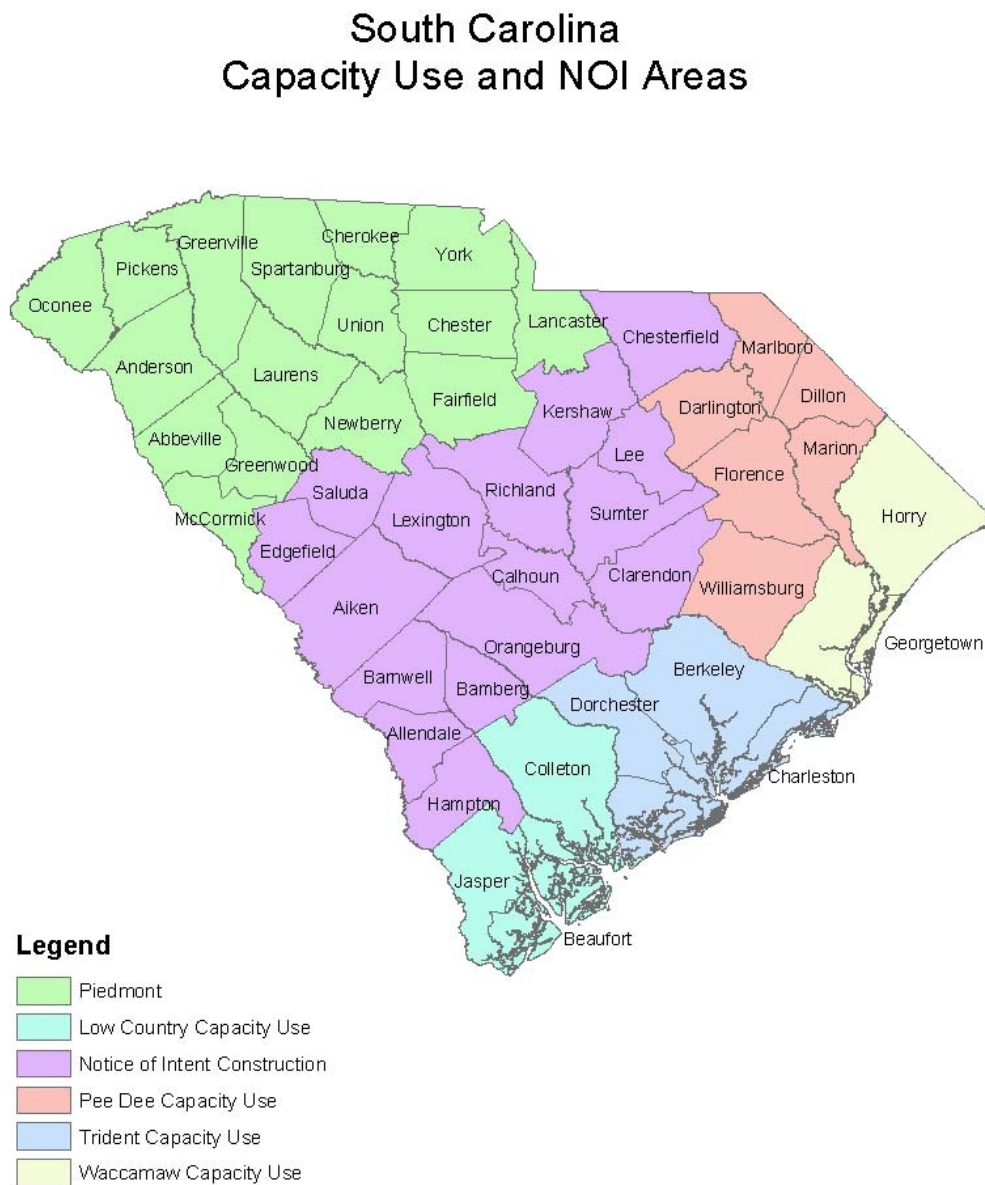 South Carolina
Capacity Use and NOI Areas
Cherokee
Greenville
York
Pickens
Spartanburg
Oconee
Union
Chester
Lancaster
Chesterfield
Marlboro
Anderson
Laurens
Dillon
Fairfield
Darlington
Kershaw
Newberry
Abbeville
Marion
Lee
Greenwood
Florence
Saluda
Richland
McCormick
Lexington
Sumter
Horry
Edgefield
Calhoun
Clarendon
Williamsburg
Aiken
Orangeburg
Georgetown
Berkeley
Barnwell
Bamberg
Dorchester
Allendale
Colleton
Charleston
Hampton
Jasper
Beaufort
Legend
Piedmont
Low Country Capacity Use
Notice of Intent Construction
Pee Dee Capacity Use
Trident Capacity Use
Waccamaw Capacity Use